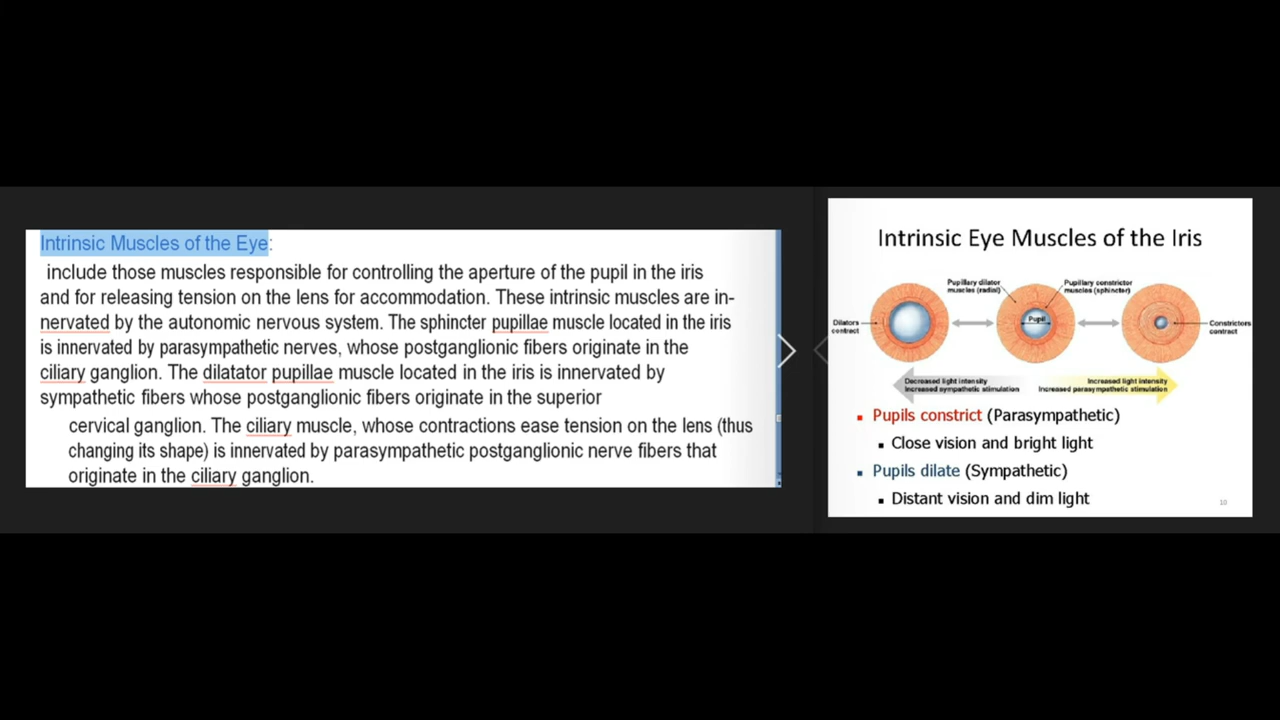 Intrinsic Muscles of the Eye:
include those muscles responsible for controlling the aperture of the pupil in the iris
and for releasing tension on the lens for accommodation. These intrinsic muscles are in-
nervated by the autonomic nervous system. The sphincter pupillae muscle located in the iris
is innervated by parasympathetic nerves, whose postganglionic fibers originate in the
ciliary ganglion. The dilatator pupillae muscle located in the iris is innervated by
sympathetic fibers whose postganglionic fibers originate in the superior
cervical ganglion. The ciliary muscle, whose contractions ease tension on the lens (thus
changing its shape) is innervated by parasympathetic postganglionic nerve fibers that
originate in the ciliary ganglion.
Intrinsic Eye Muscles of the Iris
Pupillary dilator
muscles (radial)
Pupillary constrictor
muscles (sphincter)
Dilators
contract
Pupil
Constrictors
contract
Decreased light intensity
Increased sympathetic stimulation
Increased light intensity
Increased parasympathetic stimulation
▪ Pupils constrict (Parasympathetic)
▪ Close vision and bright light
▪ Pupils dilate (Sympathetic)
▪ Distant vision and dim light
10